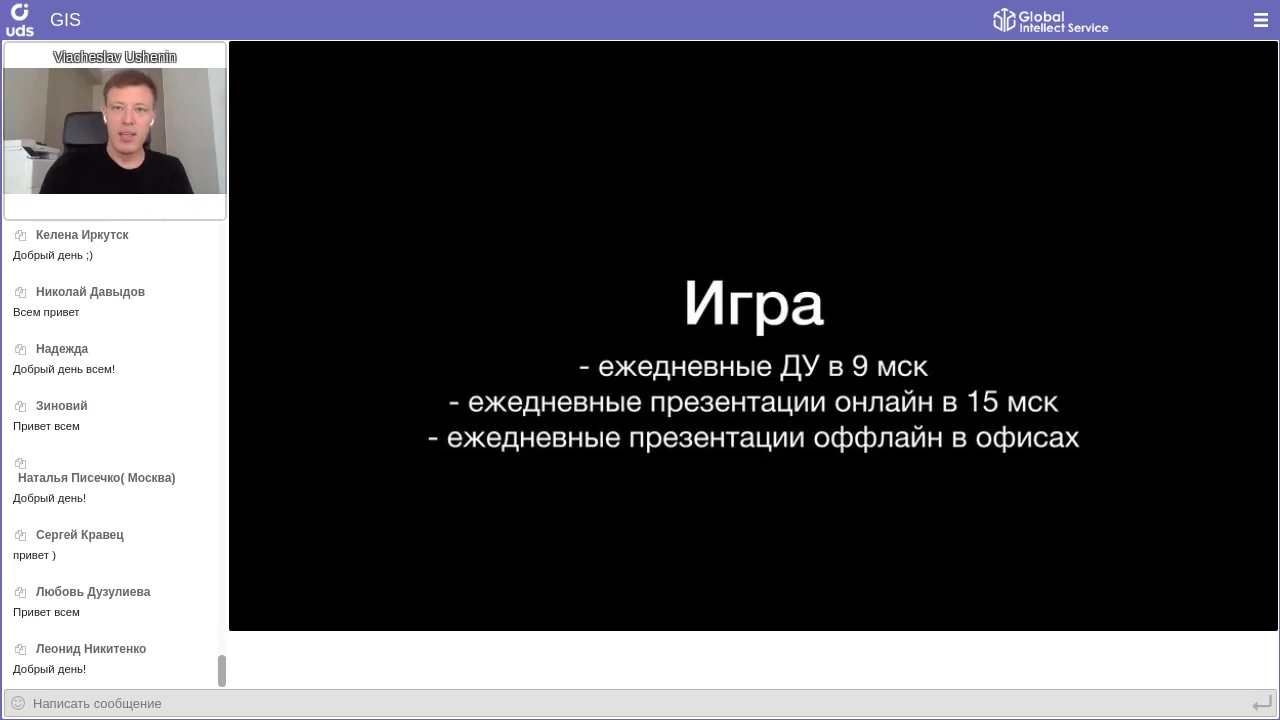 uds
GIS
Global
Intellect Service
Viacheslav Ushenin
Келена Иркутск
Добрый день ;)
Николай Давыдов
Всем привет
Надежда
Добрый день всем!
Зиновий
Привет всем
Наталья Писечко( Москва)
Добрый день!
Сергей Кравец
привет )
Любовь Дузулиева
Привет всем
Леонид Никитенко
Добрый день!
Написать сообщение
Игра
- ежедневные ДУ в 9 мск
- ежедневные презентации онлайн в 15 мск
- ежедневные презентации оффлайн в офисах